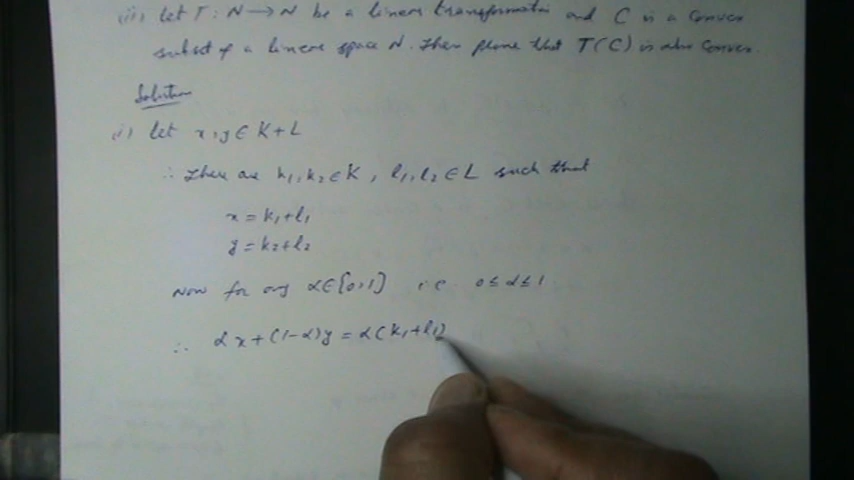 (iii) let T : N → N be a linear transformation and C is a convex
subset of a linear space N. Then prove that T(C) is also convex.
Solution
(i) let x, y ∈ K+L
∴ There are k₁, k₂ ∈ K, l₁, l₂ ∈ L such that
x = k₁+l₁
y = k₂+l₂
Now for any α ∈ [0,1] i.e. 0 ≤ α ≤ 1
∴ αx + (1-α)y = α(k₁+l₁)